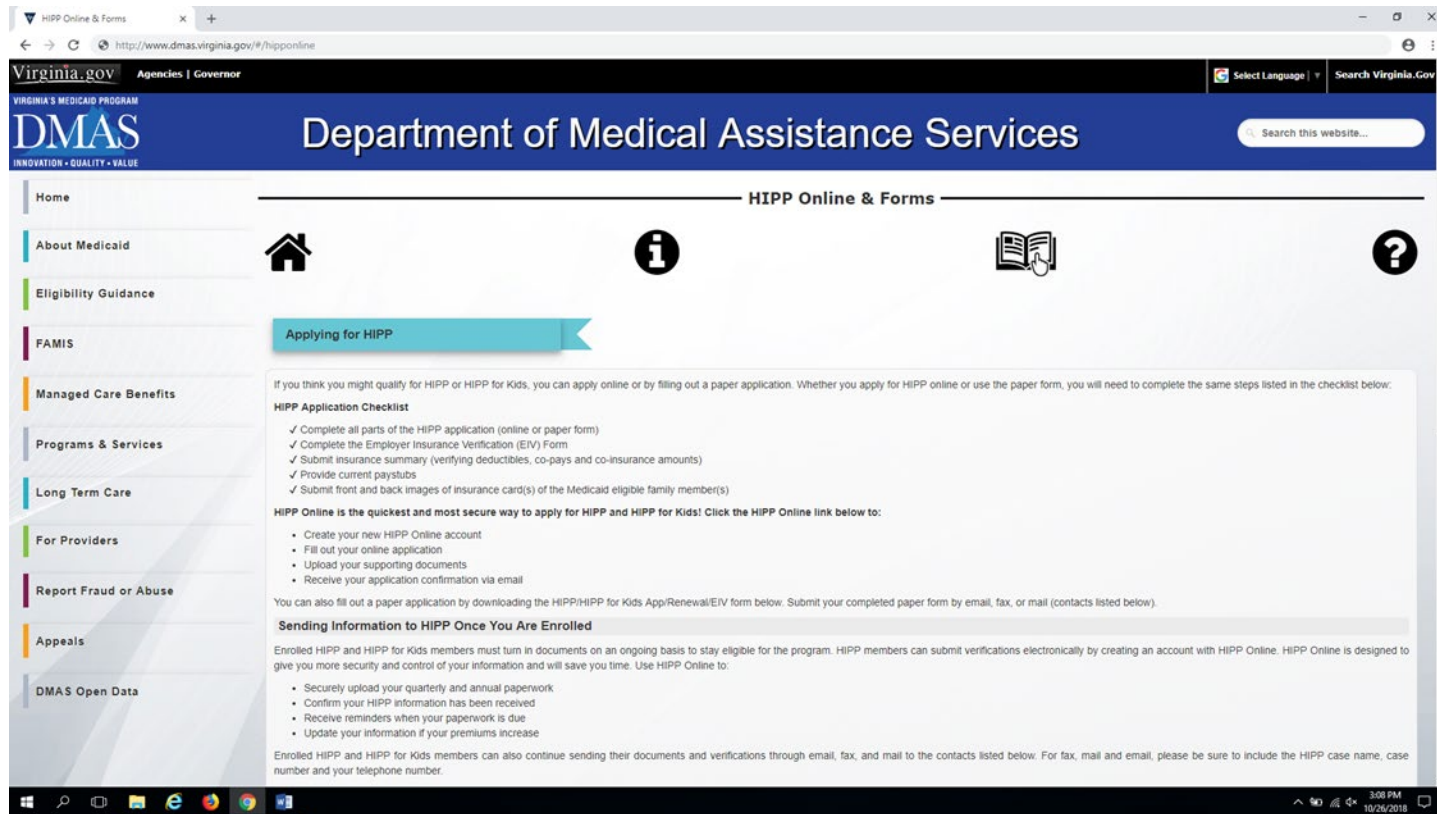 HIPP Online & Forms
http://www.dmas.virginia.gov/#/hipponline
Virginia.gov Agencies | Governor
Select Language Search Virginia.Gov
VIRGINIA'S MEDICAID PROGRAM
DMAS
INNOVATION • QUALITY • VALUE
Department of Medical Assistance Services
Search this website...
Home
About Medicaid
Eligibility Guidance
FAMIS
Managed Care Benefits
Programs & Services
Long Term Care
For Providers
Report Fraud or Abuse
Appeals
DMAS Open Data
HIPP Online & Forms
Applying for HIPP
If you think you might qualify for HIPP or HIPP for Kids, you can apply online or by filling out a paper application. Whether you apply for HIPP online or use the paper form, you will need to complete the same steps listed in the checklist below:
HIPP Application Checklist
✓ Complete all parts of the HIPP application (online or paper form)
✓ Complete the Employer Insurance Verification (EIV) Form
✓ Submit insurance summary (verifying deductibles, co-pays and co-insurance amounts)
✓ Provide current paystubs
✓ Submit front and back images of insurance card(s) of the Medicaid eligible family member(s)
HIPP Online is the quickest and most secure way to apply for HIPP and HIPP for Kids! Click the HIPP Online link below to:
• Create your new HIPP Online account
• Fill out your online application
• Upload your supporting documents
• Receive your application confirmation via email
You can also fill out a paper application by downloading the HIPP/HIPP for Kids App/Renewal/EIV form below. Submit your completed paper form by email, fax, or mail (contacts listed below).
Sending Information to HIPP Once You Are Enrolled
Enrolled HIPP and HIPP for Kids members must turn in documents on an ongoing basis to stay eligible for the program. HIPP members can submit verifications electronically by creating an account with HIPP Online. HIPP Online is designed to
give you more security and control of your information and will save you time. Use HIPP Online to:
• Securely upload your quarterly and annual paperwork
• Confirm your HIPP information has been received
• Receive reminders when your paperwork is due
• Update your information if your premiums increase
Enrolled HIPP and HIPP for Kids members can also continue sending their documents and verifications through email, fax, and mail to the contacts listed below. For fax, mail and email, please be sure to include the HIPP case name, case
number and your telephone number.
3:08 PM
10/26/2018